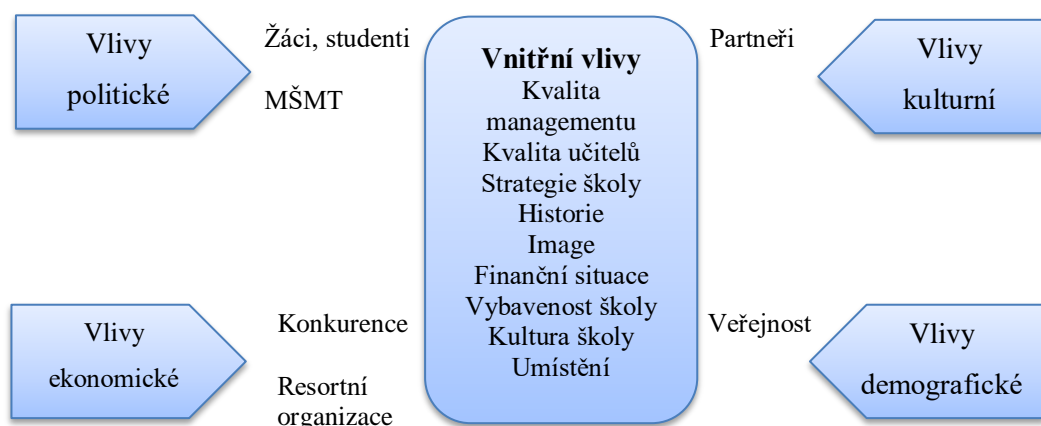 Vlivy
politické
Žáci, studenti
MŠMT
Vnitřní vlivy
Kvalita
managementu
Kvalita učitelů
Strategie školy
Historie
Image
Finanční situace
Vybavenost školy
Kultura školy
Umístění
Partneři
Vlivy
kulturní
Vlivy
ekonomické
Konkurence
Resortní
organizace
Veřejnost
Vlivy
demografické